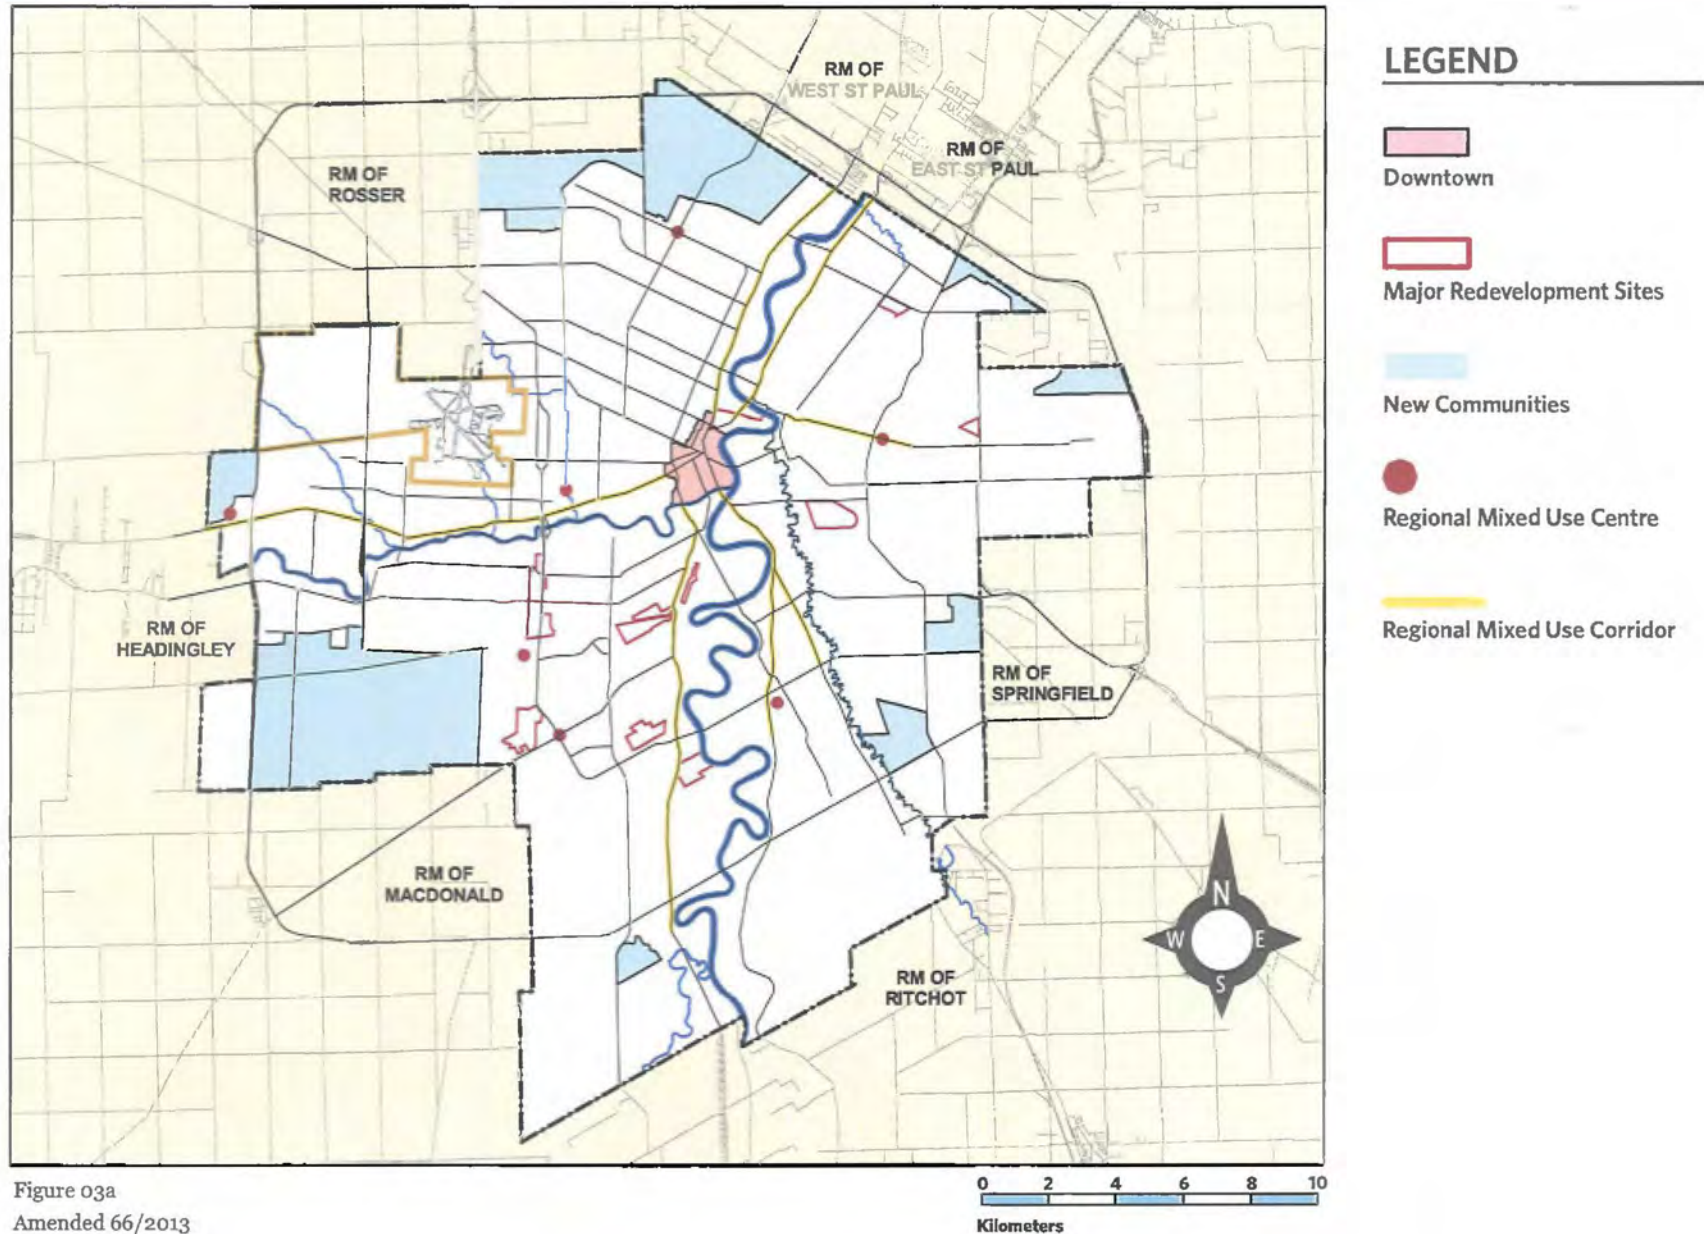 RM OF
WEST ST PAUL
RM OF
EAST ST PAUL
RM OF
ROSSER
RM OF
HEADINGLEY
RM OF
SPRINGFIELD
RM OF
MACDONALD
RM OF
RITCHOT
N
W E
S
LEGEND
Downtown
Major Redevelopment Sites
New Communities
Regional Mixed Use Centre
Regional Mixed Use Corridor
Figure 03a
Amended 66/2013
0 2 4 6 8 10
Kilometers